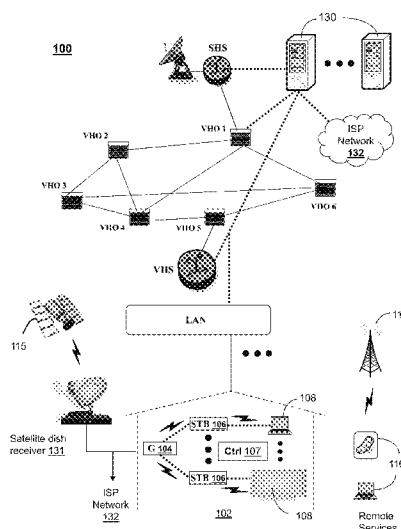 130
100
SHS
VHO 1
ISP
Network
132
VHO 2
VHO 3
VHO 4
VHO 5
VHO 6
VHS
LAN
115
Satellite dish
receiver 131
ISP
Network
132
G 104
STB 106
Ctrl 107
STB 106
108
108
102
Remote
Services